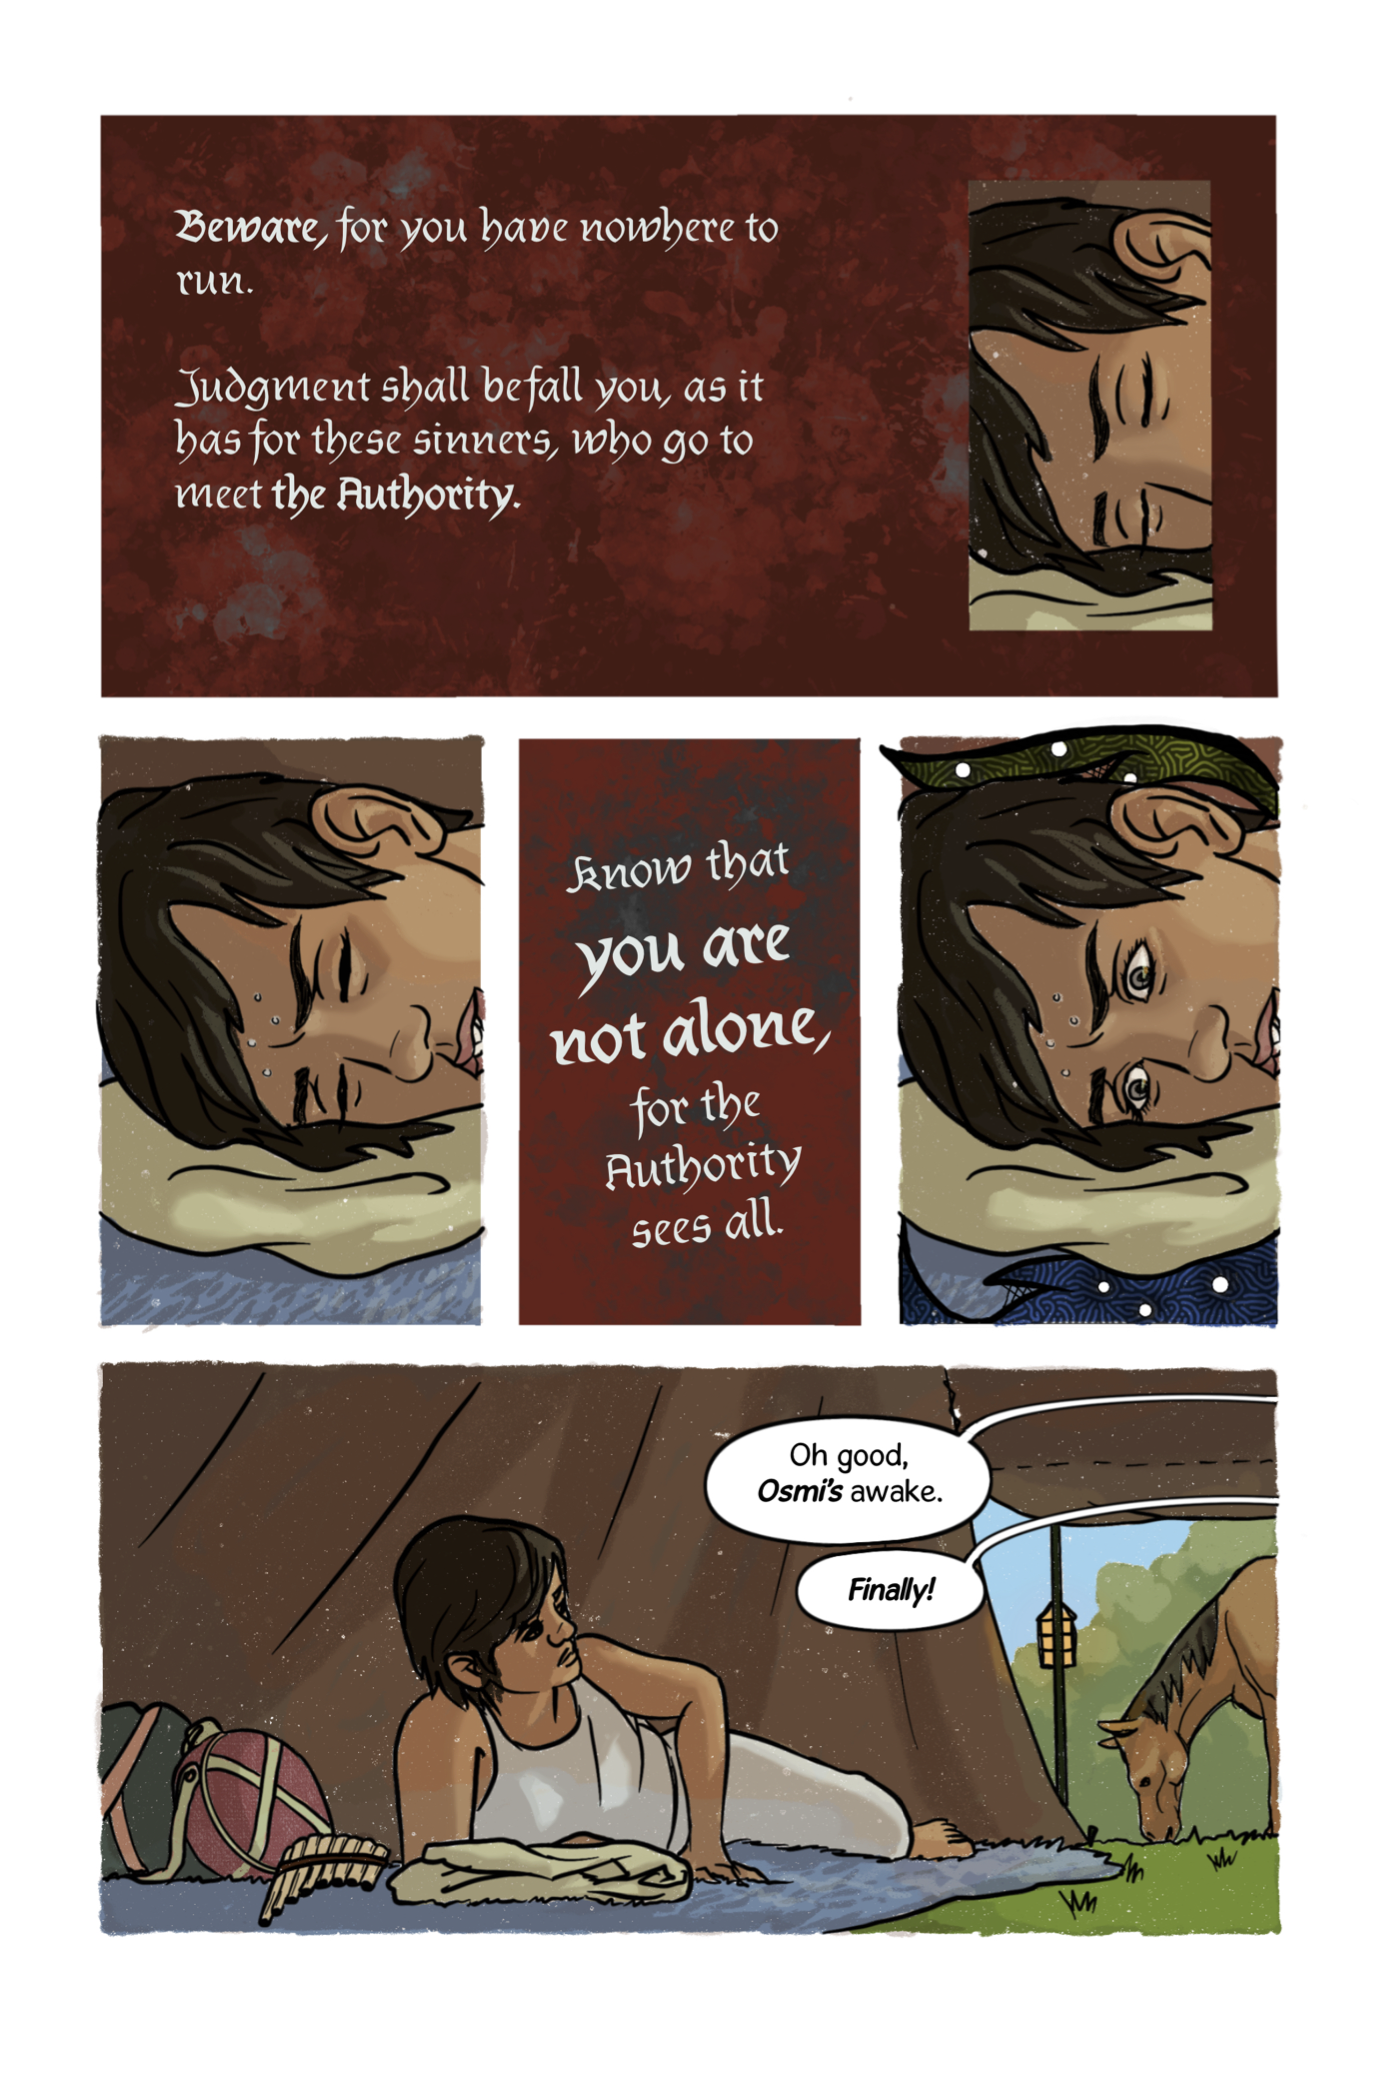 Beware, for you have nowhere to
run.
Judgment shall befall you, as it
has for these sinners, who go to
meet the Authority.
know that
you are
not alone,
for the
Authority
sees all.
Oh good,
Osmi's awake.
Finally!